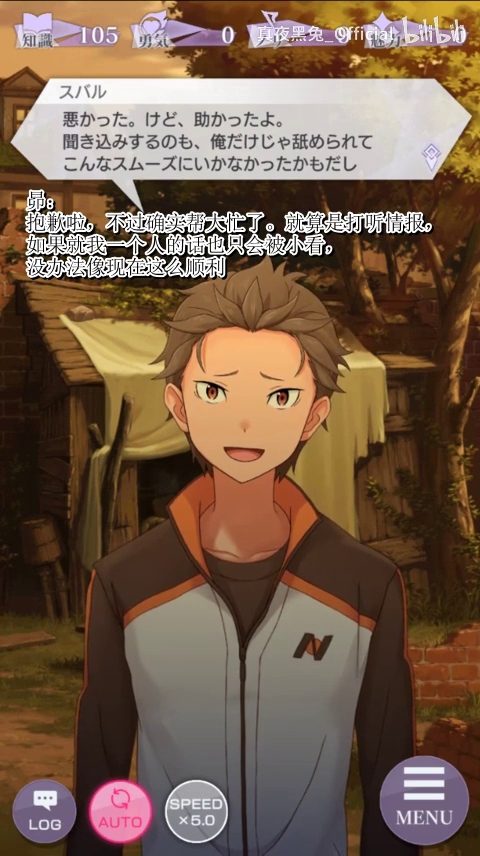 知識 105 勇気 0 9 0
真夜黑兔_Official bilibili
スバル
悪かった。けど、助かったよ。
聞き込みするのも、俺だけじゃ舐められて
こんなスムーズにいかなかったかもだし
昴：
抱歉啦，不过确实帮大忙了。就算是打听情报，
如果就我一个人的话也只会被小看，
没办法像现在这么顺利
N
LOG
AUTO
SPEED
×5.0
MENU